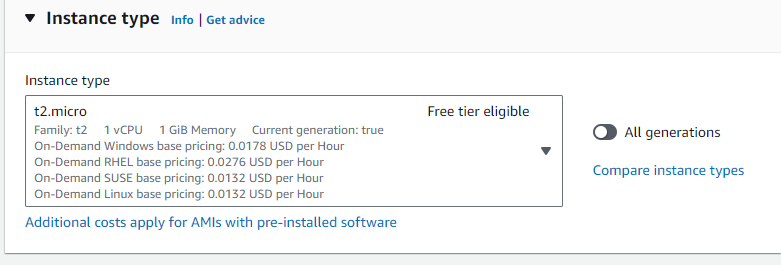 Instance type Info | Get advice
Instance type
t2.micro Free tier eligible
Family: t2 1 vCPU 1 GiB Memory Current generation: true
On-Demand Windows base pricing: 0.0178 USD per Hour
On-Demand RHEL base pricing: 0.0276 USD per Hour
On-Demand SUSE base pricing: 0.0132 USD per Hour
On-Demand Linux base pricing: 0.0132 USD per Hour
All generations
Compare instance types
Additional costs apply for AMIs with pre-installed software